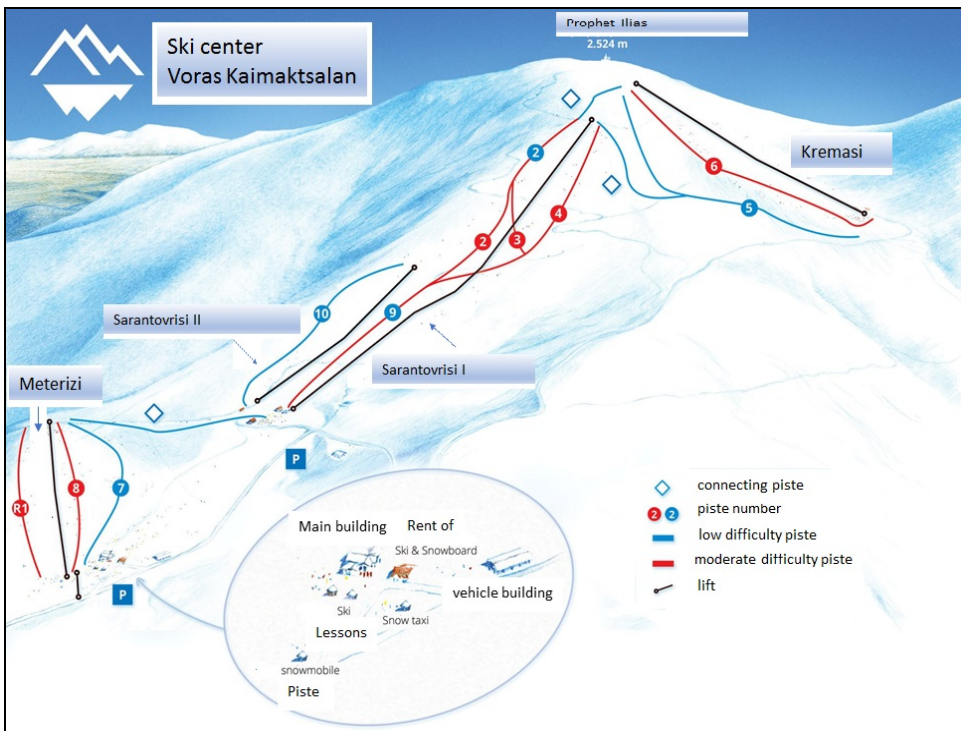 Prophet Ilias
2.524 m
Ski center
Voras Kaimaktsalan
Kremasi
2
6
4
5
2
3
10
9
Sarantovrisi II
Sarantovrisi I
Meterizi
P
8
7
R1
P
connecting piste
2 2 piste number
low difficulty piste
moderate difficulty piste
lift
Main building
Rent of
Ski & Snowboard
vehicle building
Ski
Lessons
Snow taxi
snowmobile
Piste